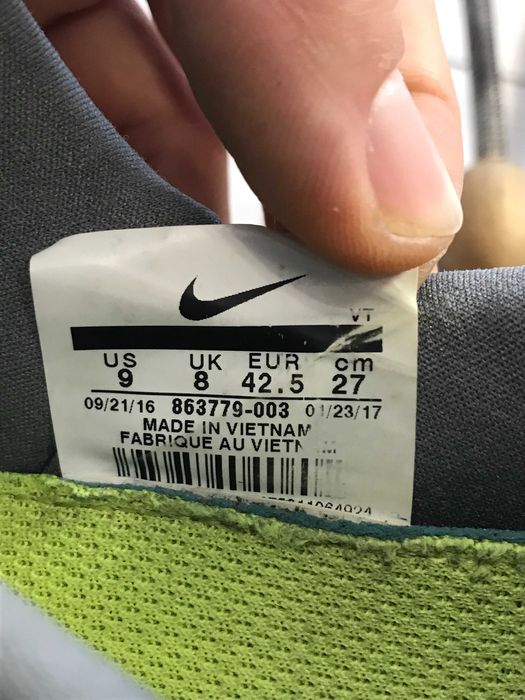 VT
US UK EUR cm
9 8 42.5 27
09/21/16 863779-003 01/23/17
MADE IN VIETNAM
FABRIQUE AU